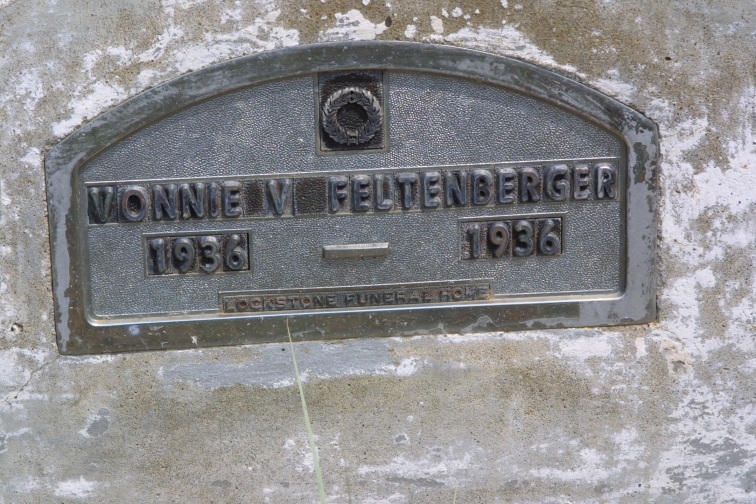 VONNIE V FELTENBERGER
1936 — 1936
LOCKSTONE FUNERAL HOME